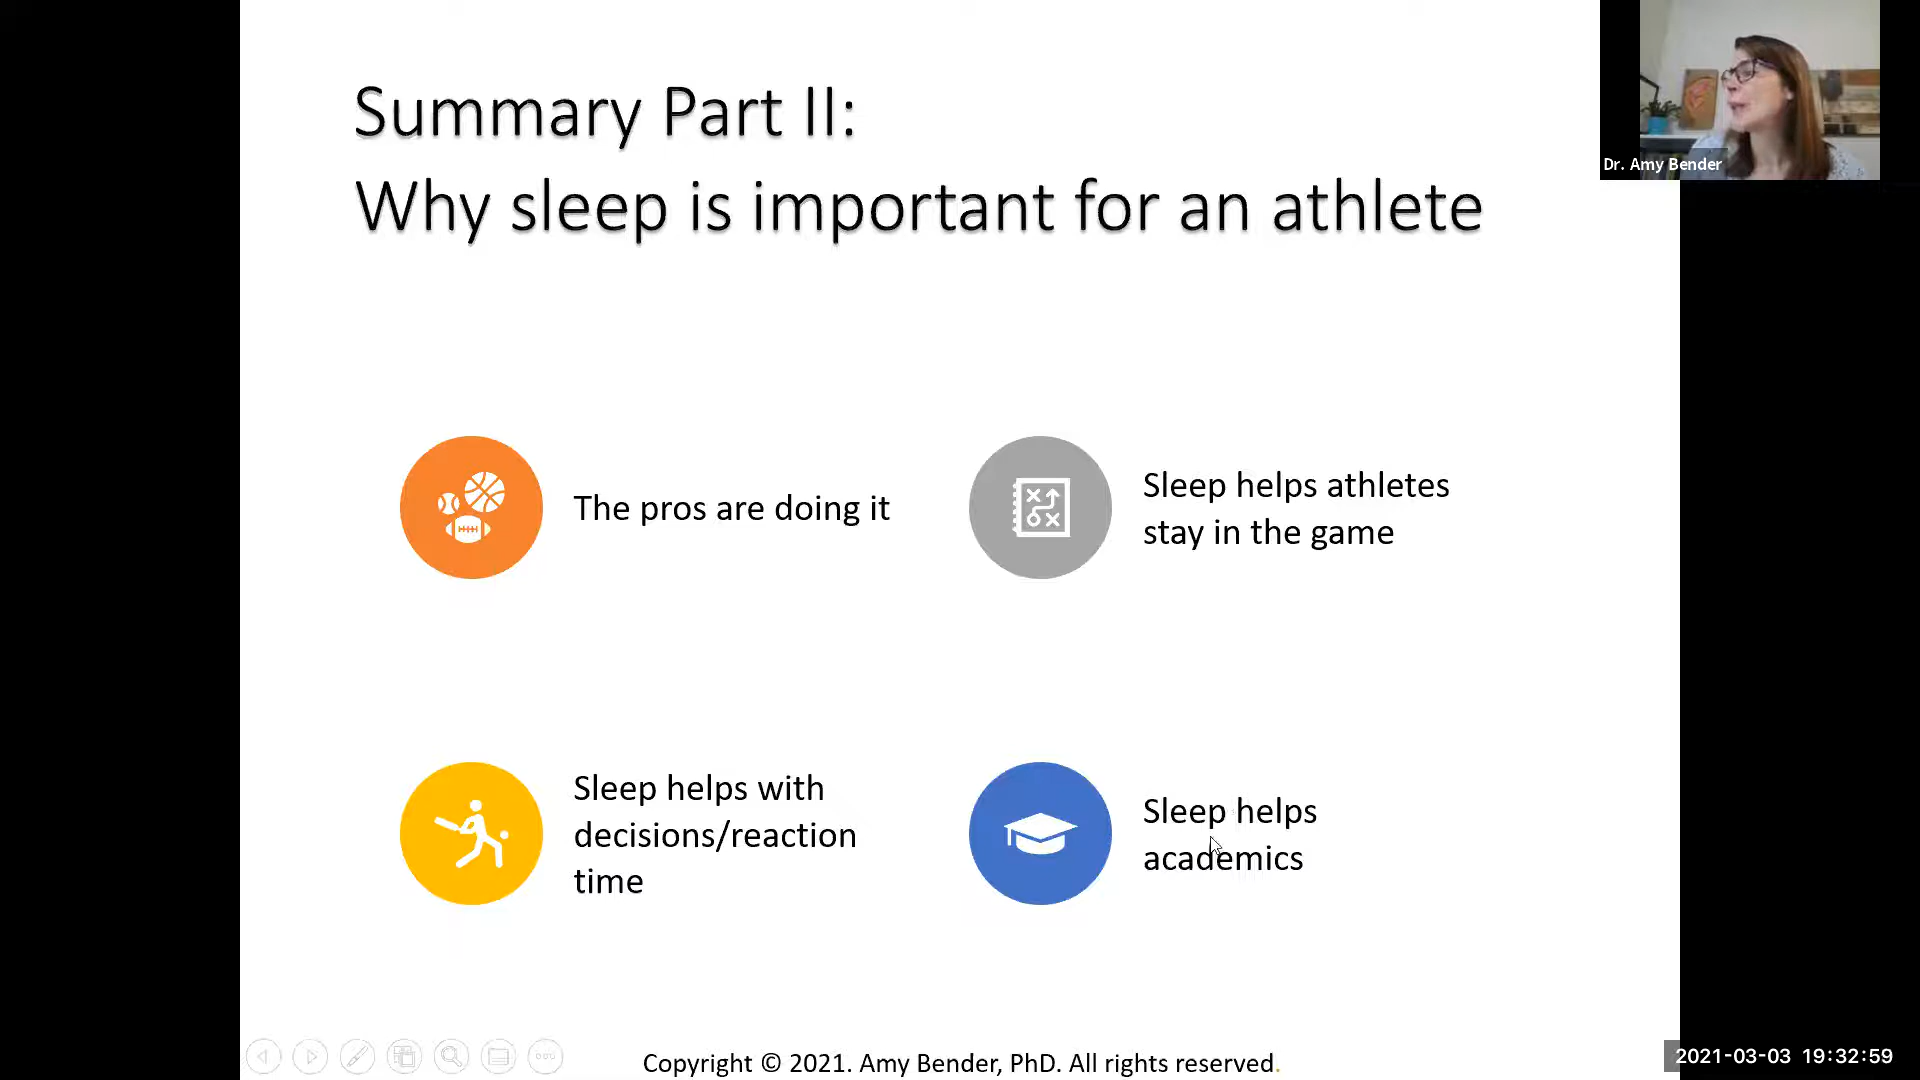 Summary Part II:
Why sleep is important for an athlete
Dr. Amy Bender
The pros are doing it
Sleep helps athletes
stay in the game
Sleep helps with
decisions/reaction
time
Sleep helps
academics
Copyright © 2021. Amy Bender, PhD. All rights reserved.
2021-03-03 19:32:59